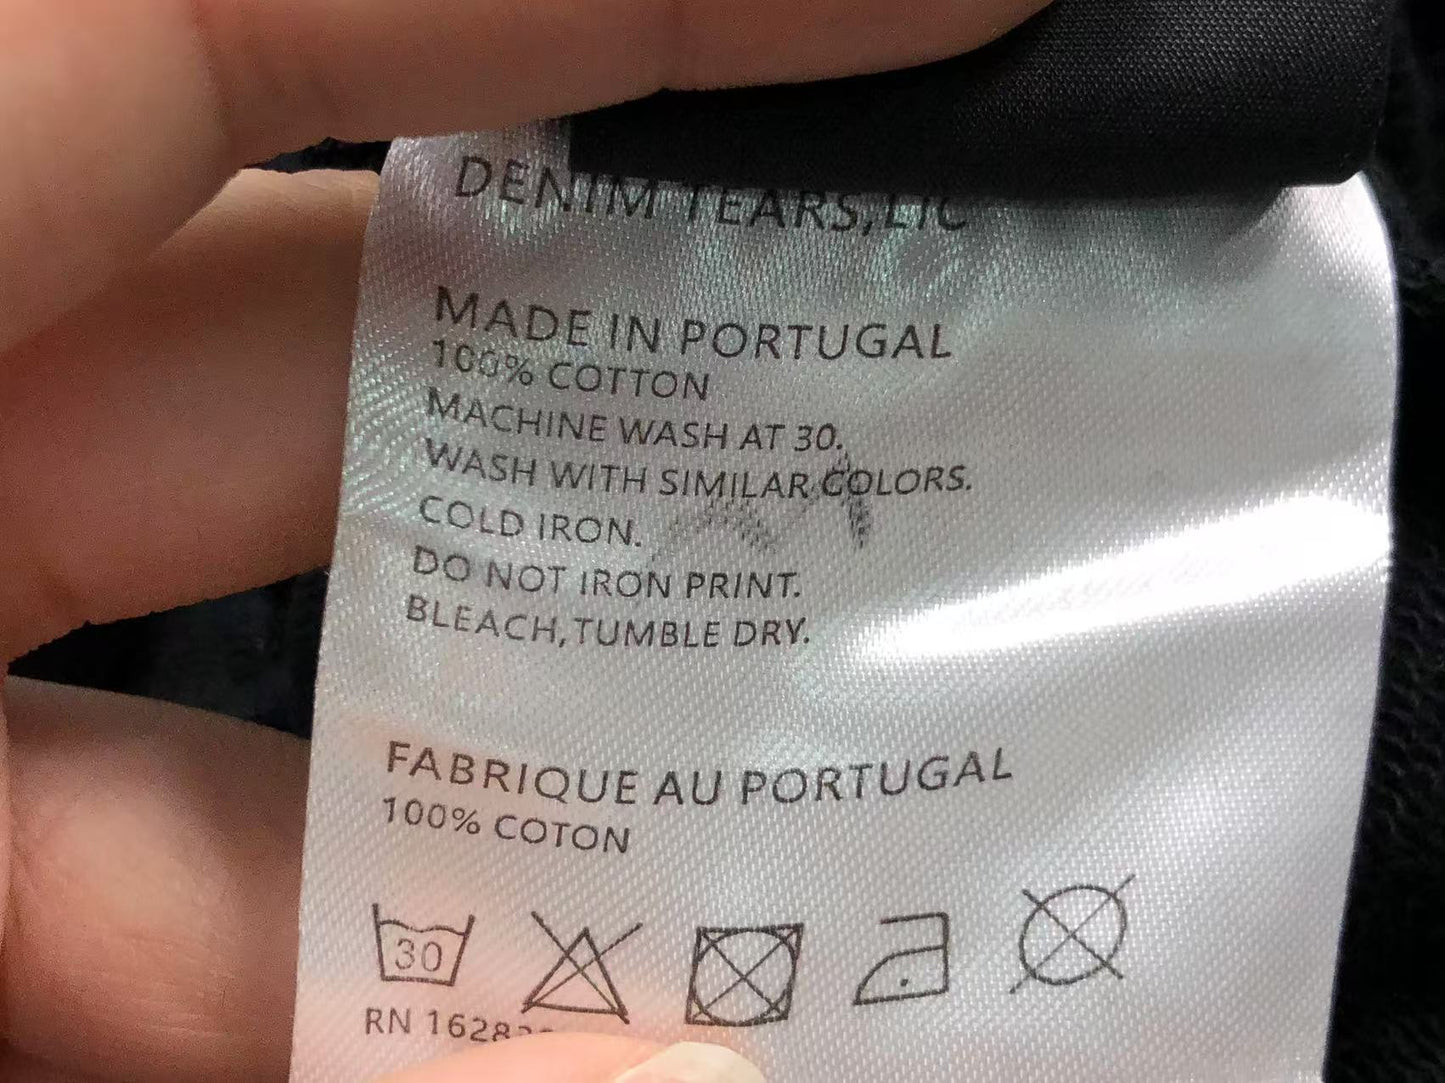 DENIM TEARS, LLC
MADE IN PORTUGAL
100% COTTON
MACHINE WASH AT 30.
WASH WITH SIMILAR COLORS.
COLD IRON.
DO NOT IRON PRINT.
BLEACH,TUMBLE DRY.
FABRIQUE AU PORTUGAL
100% COTON
30
RN